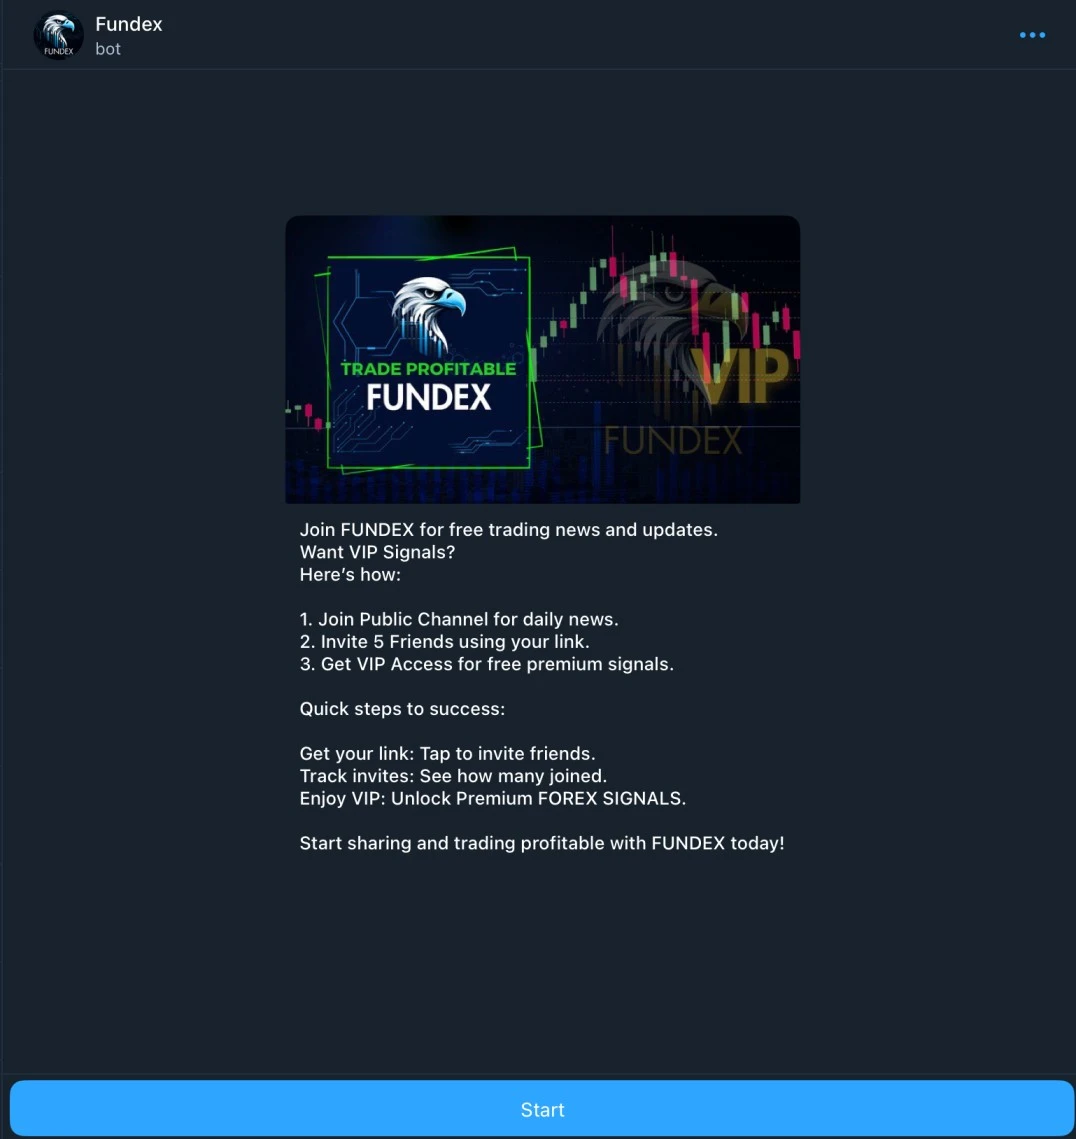 Fundex
bot
FUNDEX
TRADE PROFITABLE
FUNDEX
VIP
FUNDEX
Join FUNDEX for free trading news and updates.
Want VIP Signals?
Here’s how:
1. Join Public Channel for daily news.
2. Invite 5 Friends using your link.
3. Get VIP Access for free premium signals.
Quick steps to success:
Get your link: Tap to invite friends.
Track invites: See how many joined.
Enjoy VIP: Unlock Premium FOREX SIGNALS.
Start sharing and trading profitable with FUNDEX today!
Start